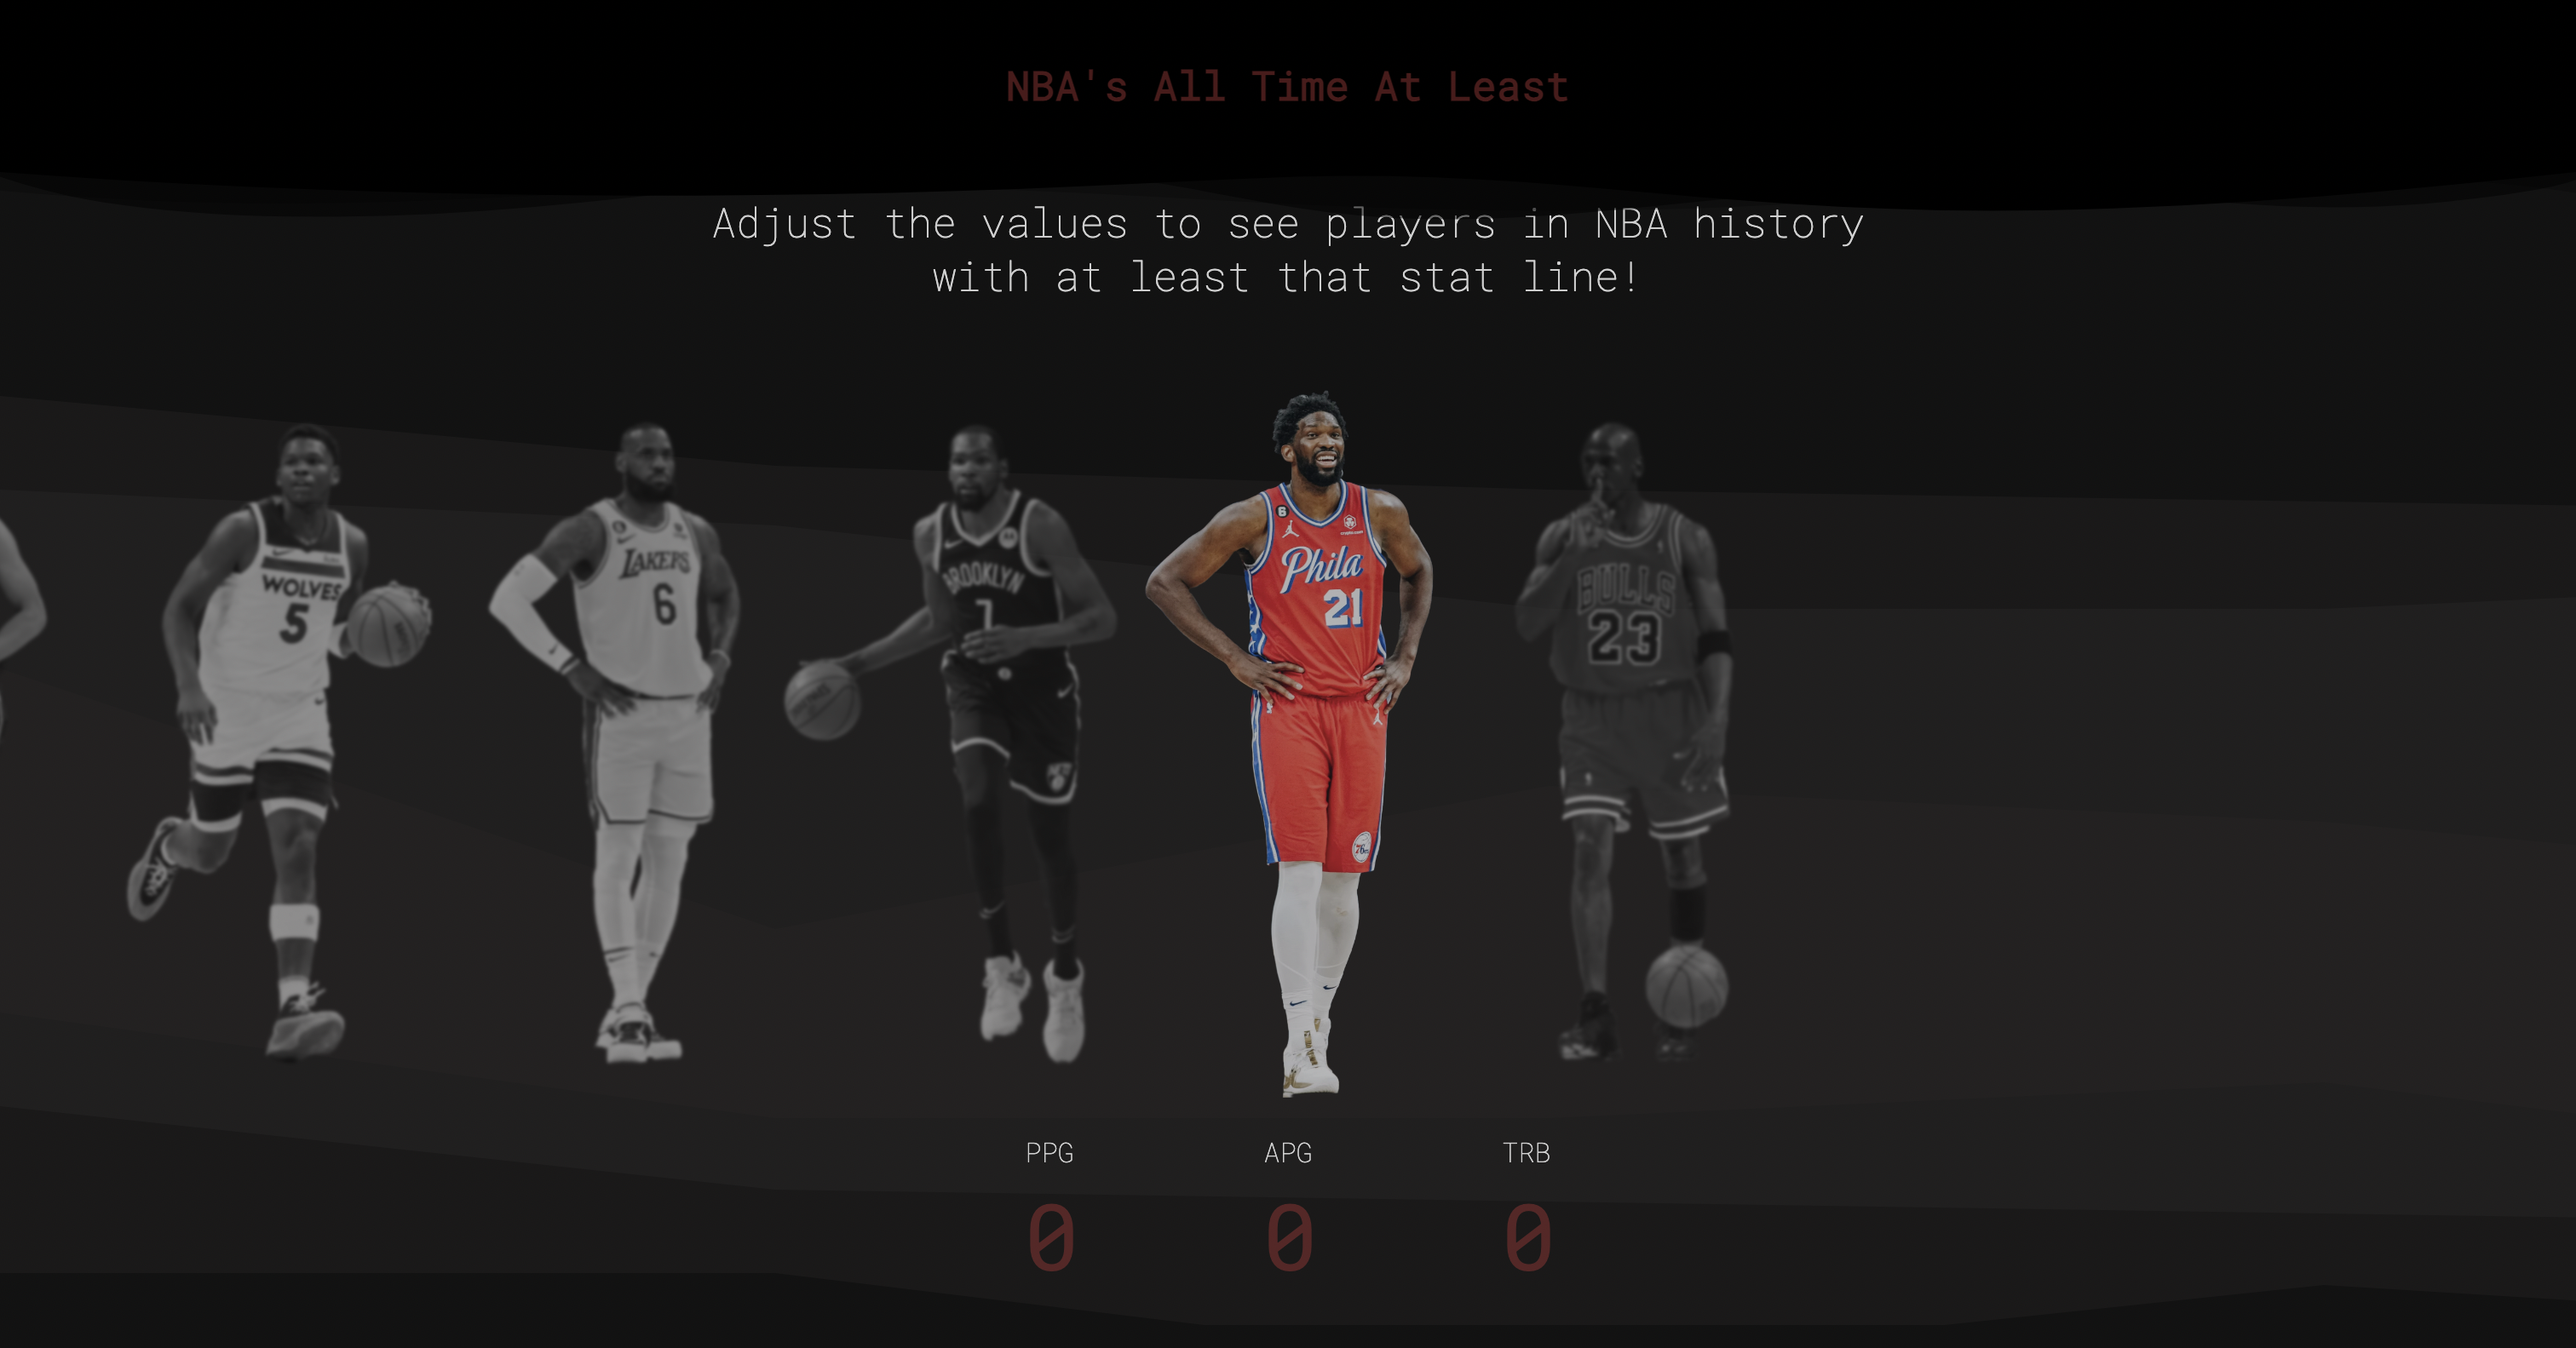 NBA's All Time At Least
Adjust the values to see players in NBA history
with at least that stat line!
WOLVES
5
LAKERS
6
BROOKLYN
7
6
Phila
21
BULLS
23
PPG APG TRB
0 0 0